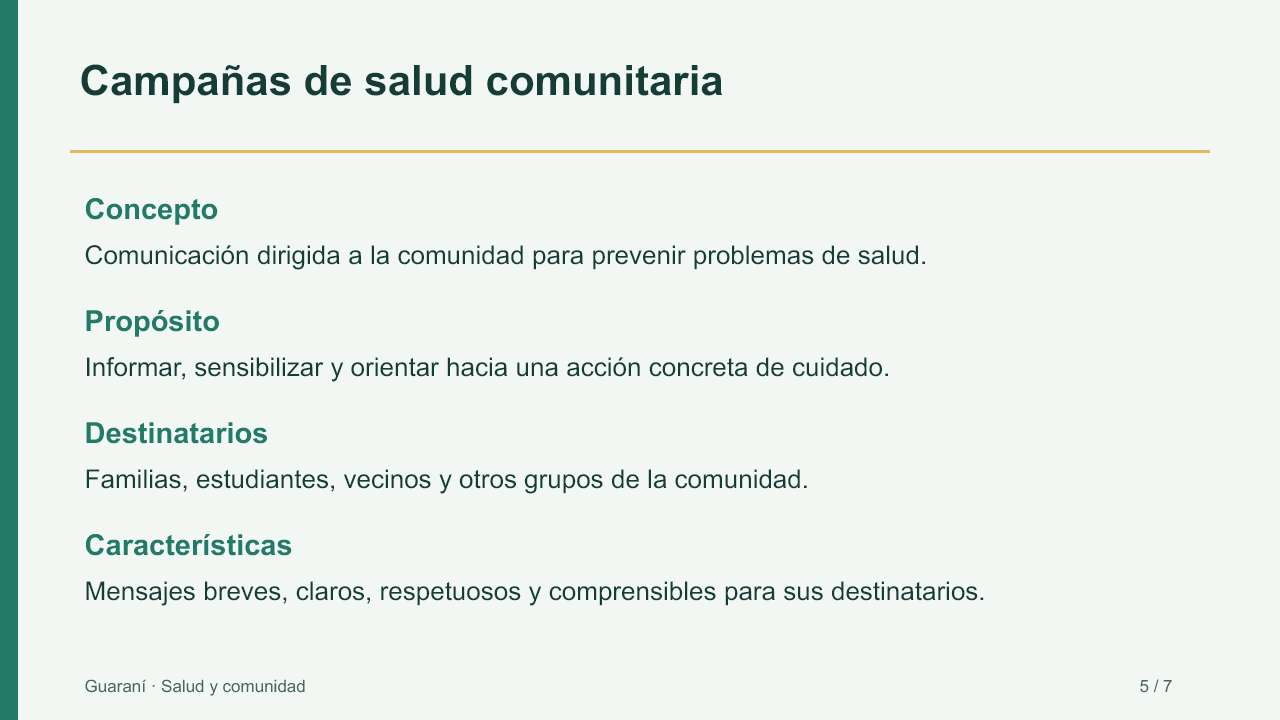 Campañas de salud comunitaria
Concepto
Comunicación dirigida a la comunidad para prevenir problemas de salud.
Propósito
Informar, sensibilizar y orientar hacia una acción concreta de cuidado.
Destinatarios
Familias, estudiantes, vecinos y otros grupos de la comunidad.
Características
Mensajes breves, claros, respetuosos y comprensibles para sus destinatarios.
Guaraní · Salud y comunidad
5 / 7